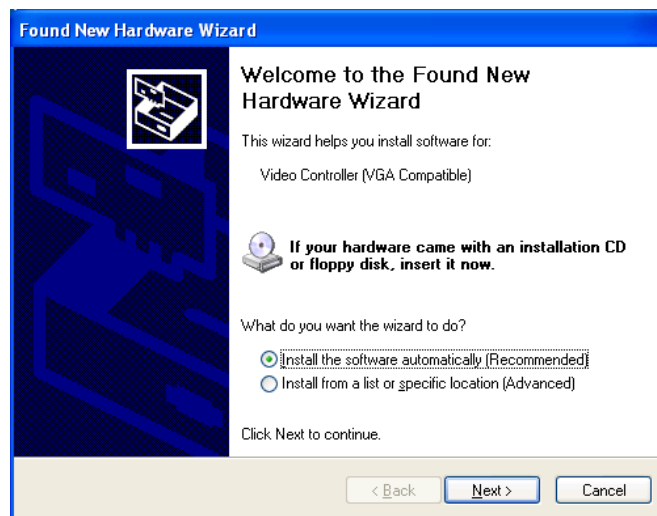 Found New Hardware Wizard
Welcome to the Found New
Hardware Wizard
This wizard helps you install software for:
Video Controller (VGA Compatible)
If your hardware came with an installation CD
or floppy disk, insert it now.
What do you want the wizard to do?
Install the software automatically (Recommended)
Install from a list or specific location (Advanced)
Click Next to continue.
< Back Next > Cancel